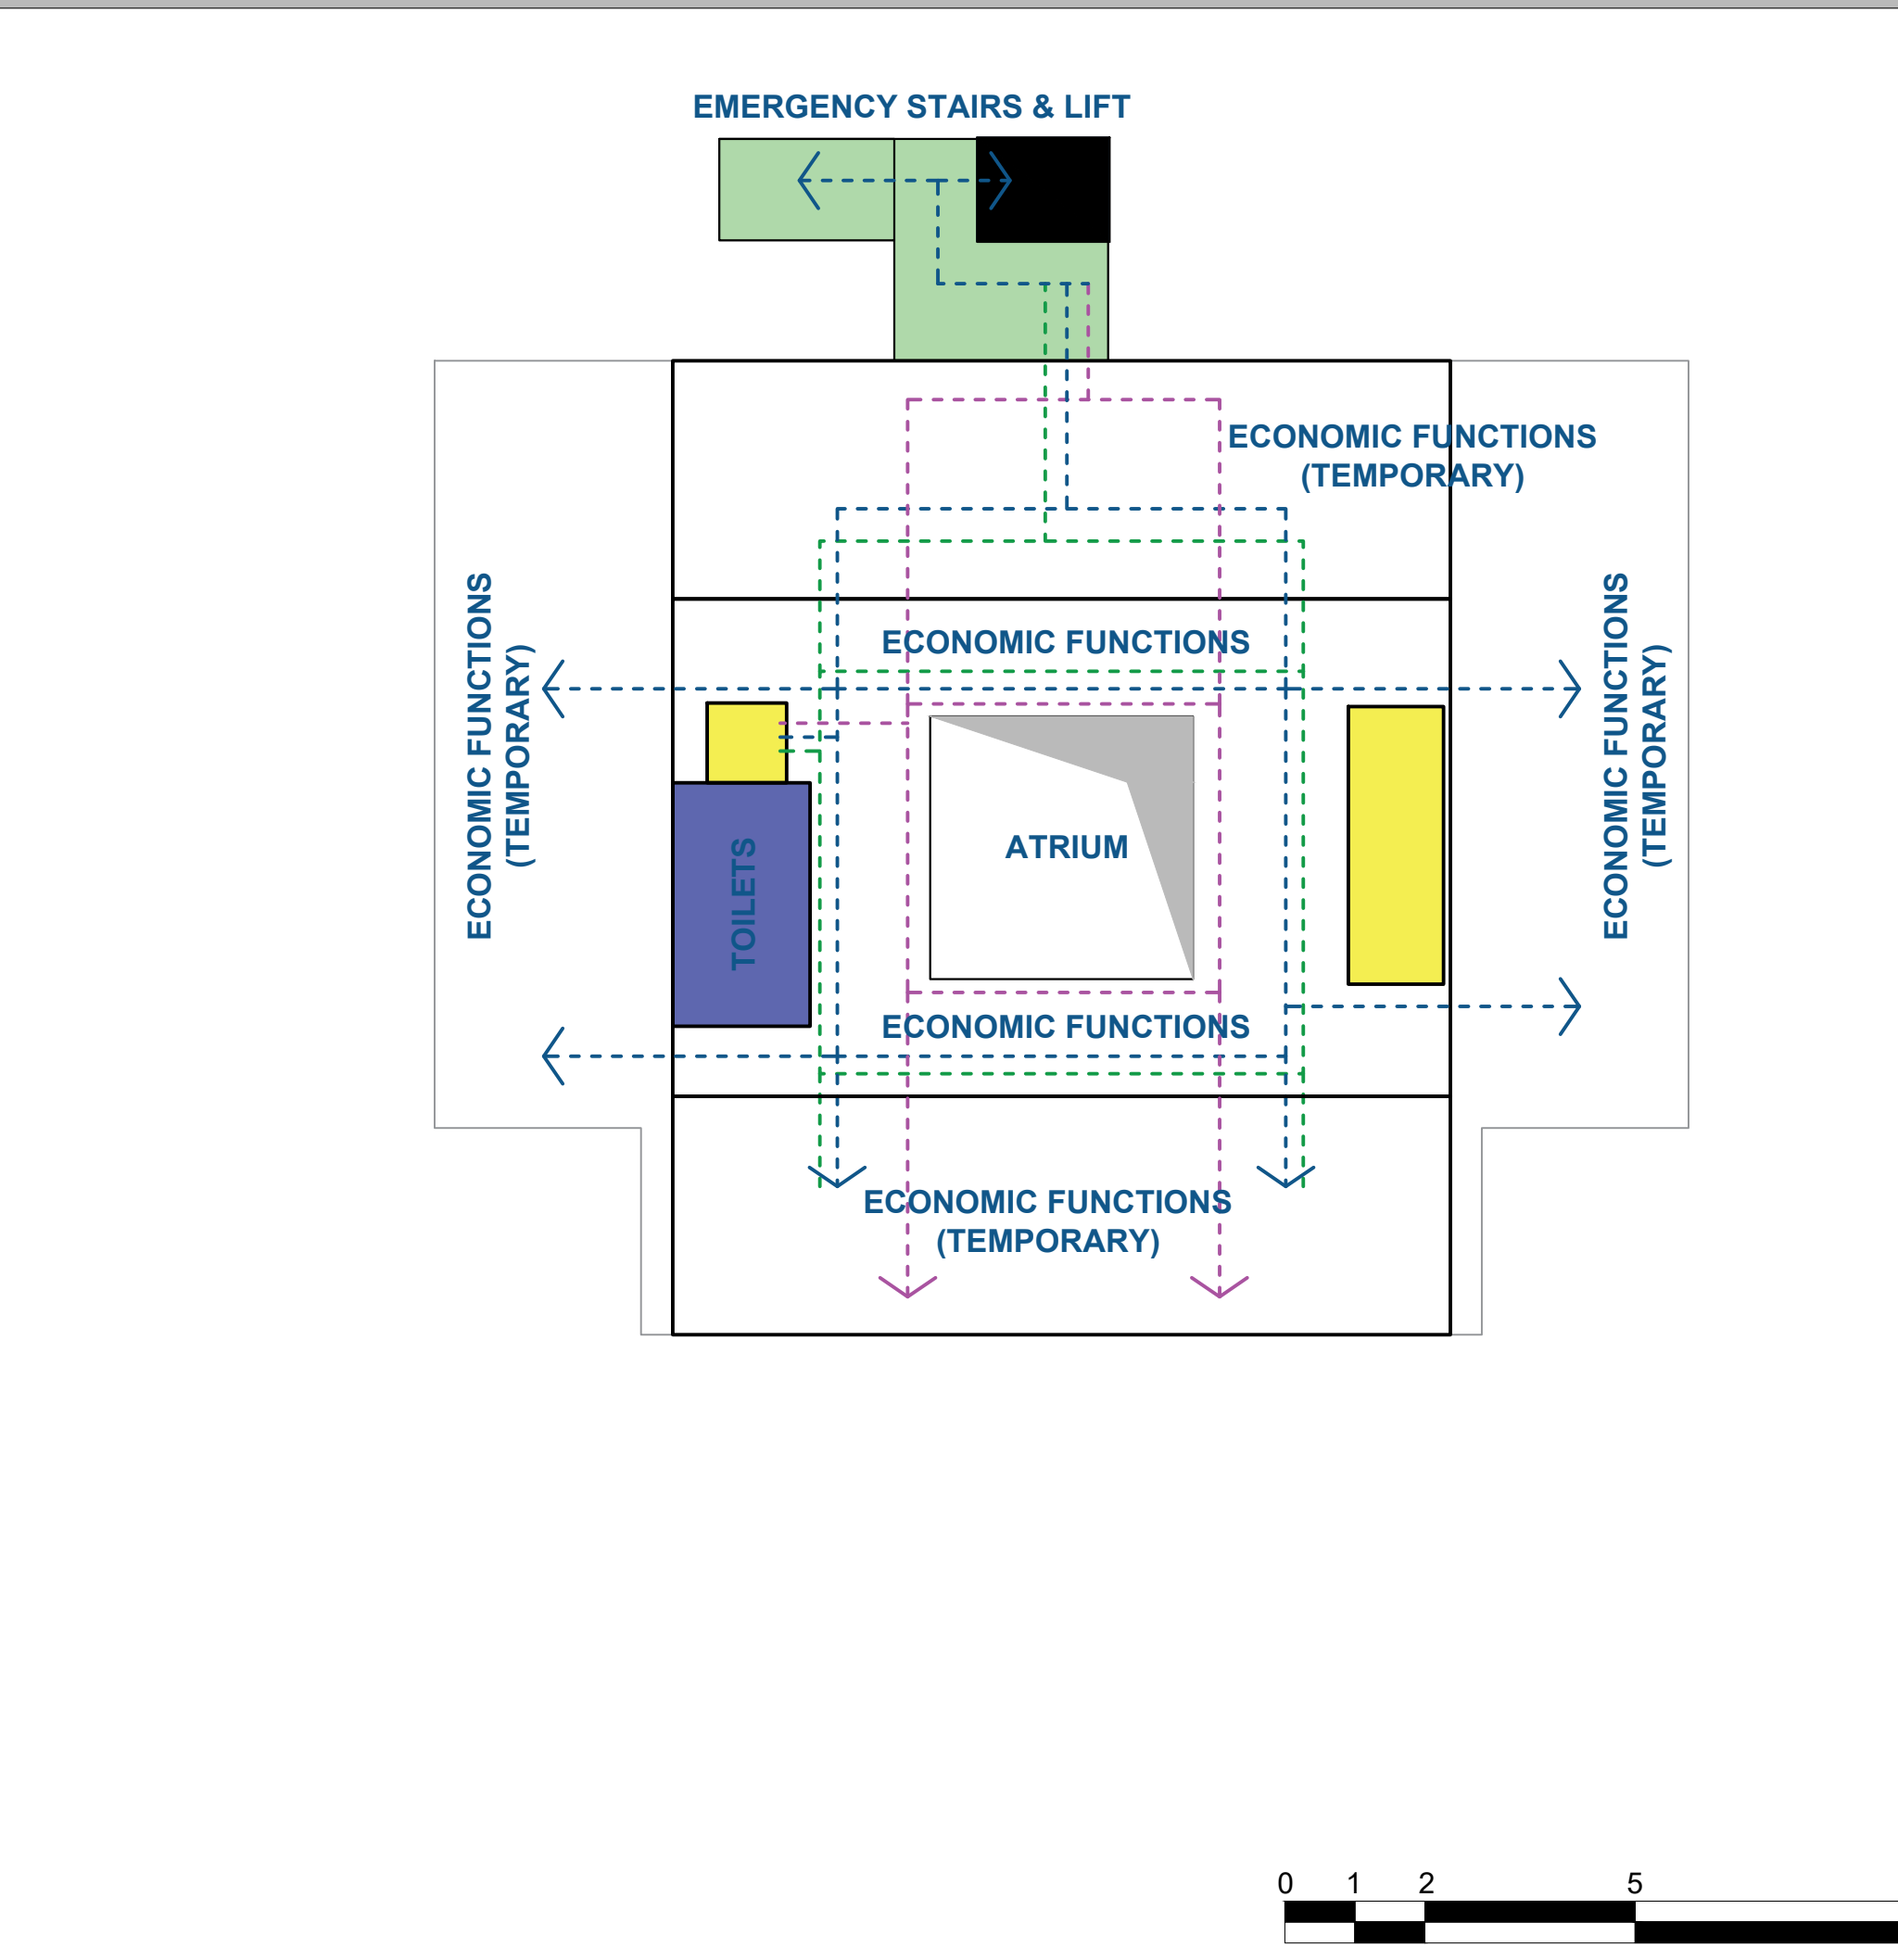 EMERGENCY STAIRS & LIFT
ECONOMIC FUNCTIONS
(TEMPORARY)
ECONOMIC FUNCTIONS
ECONOMIC FUNCTIONS
(TEMPORARY)
ECONOMIC FUNCTIONS
(TEMPORARY)
ATRIUM
TOILETS
ECONOMIC FUNCTIONS
ECONOMIC FUNCTIONS
(TEMPORARY)
0 1 2 5